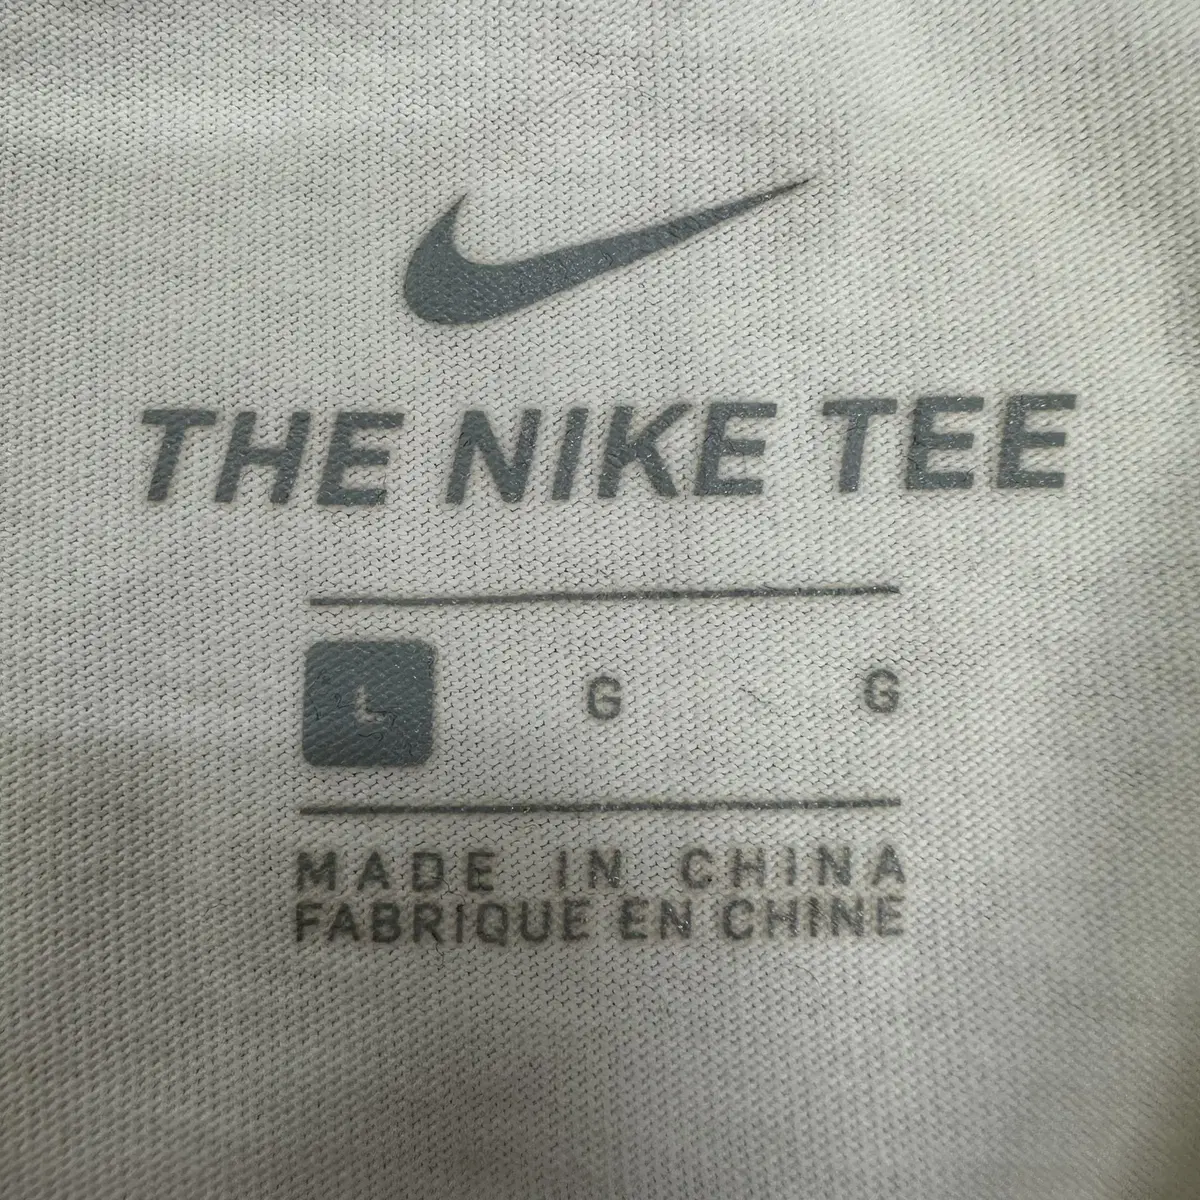 THE NIKE TEE
L G G
MADE IN CHINA
FABRIQUE EN CHINE